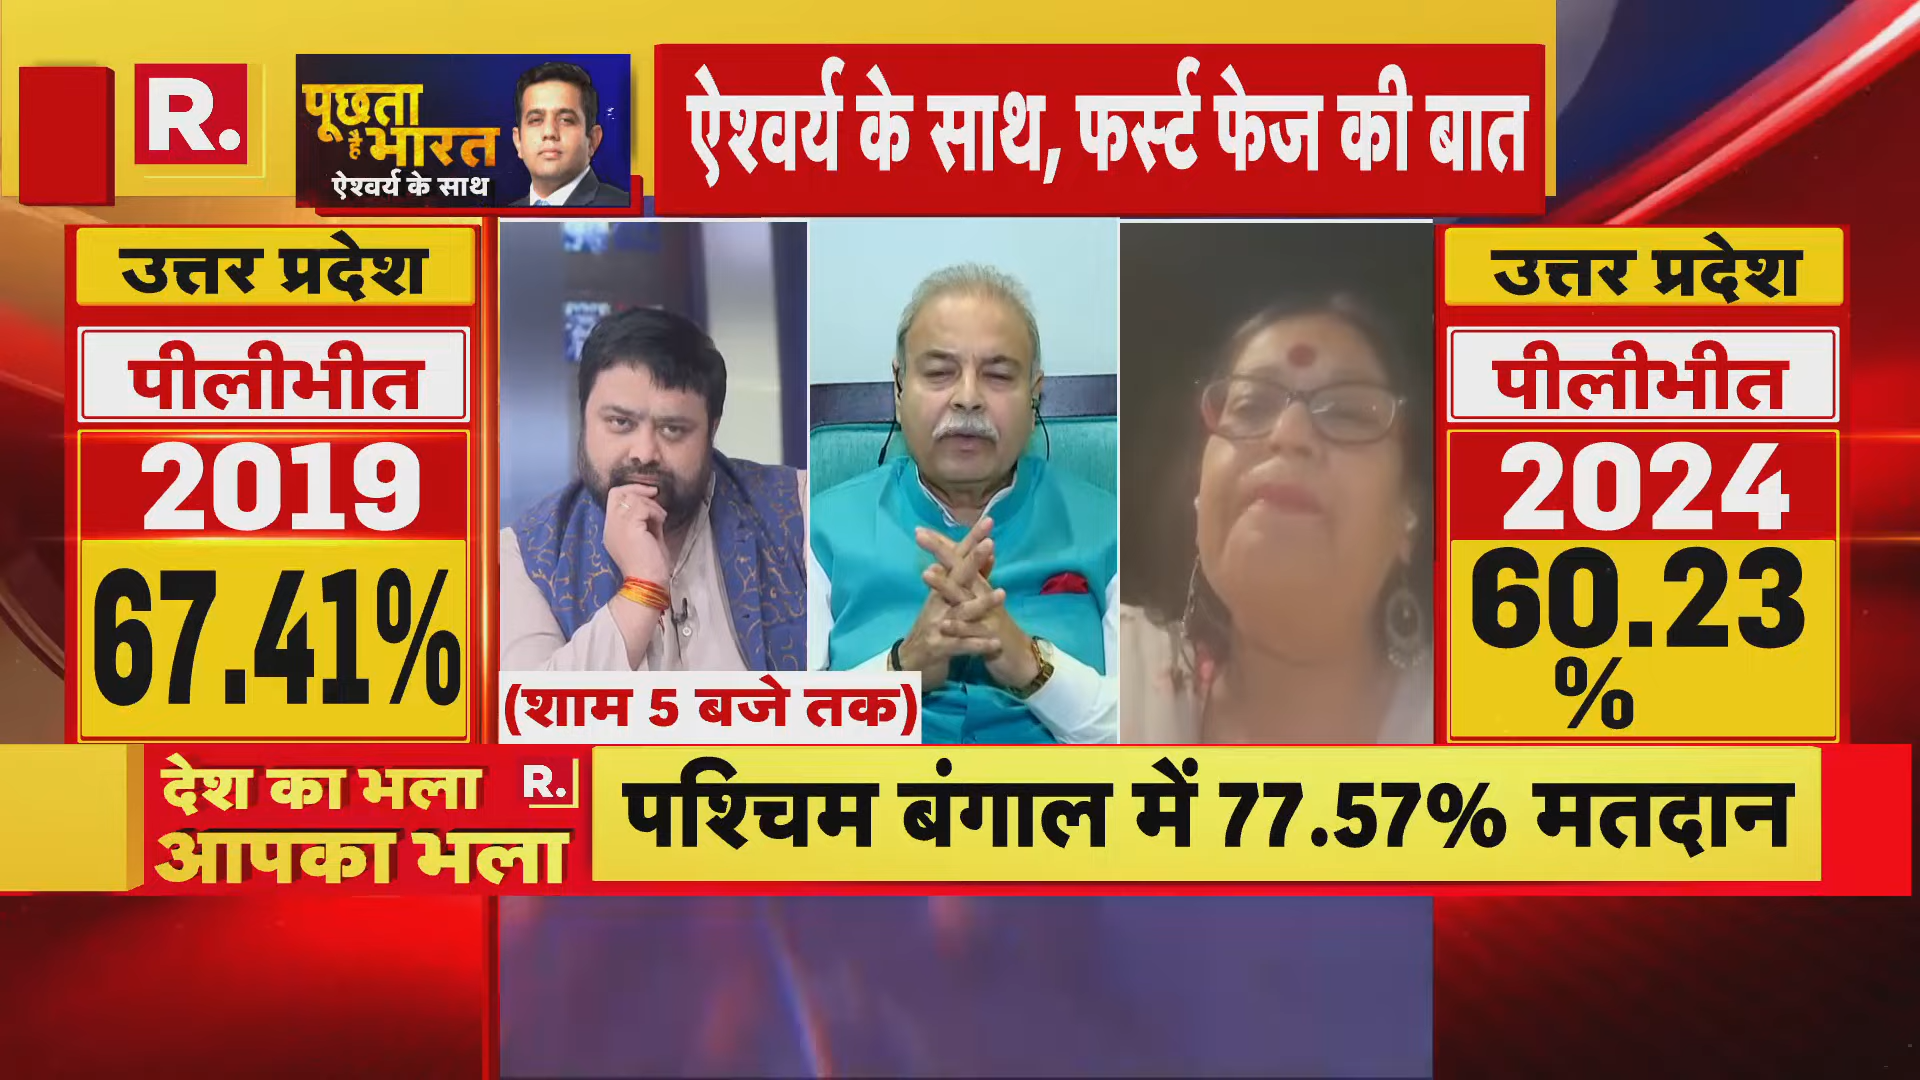 R.
पूछता
है भारत
ऐश्वर्य के साथ
ऐश्वर्य के साथ, फर्स्ट फेज की बात
उत्तर प्रदेश
पीलीभीत
2019
67.41%
उत्तर प्रदेश
पीलीभीत
2024
60.23
%
(शाम 5 बजे तक)
देश का भला
आपका भला
R.
पश्चिम बंगाल में 77.57% मतदान